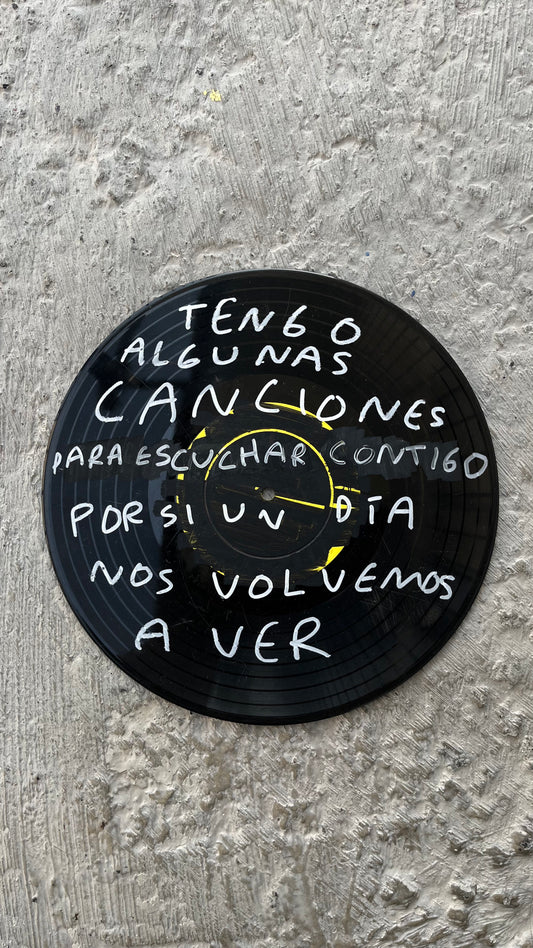 TENGO
ALGUNAS
CANCIONES
PARA ESCUCHAR CONTIGO
POR SI UN DÍA
NOS VOLVEMOS
A VER